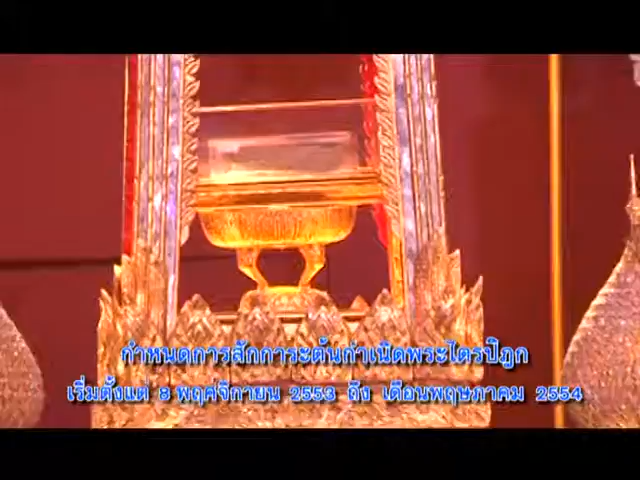 กำหนดการสักการะต้นกำเนิดพระไตรปิฎก
เริ่มตั้งแต่ 8 พฤศจิกายน 2553 ถึง เดือนพฤษภาคม 2554